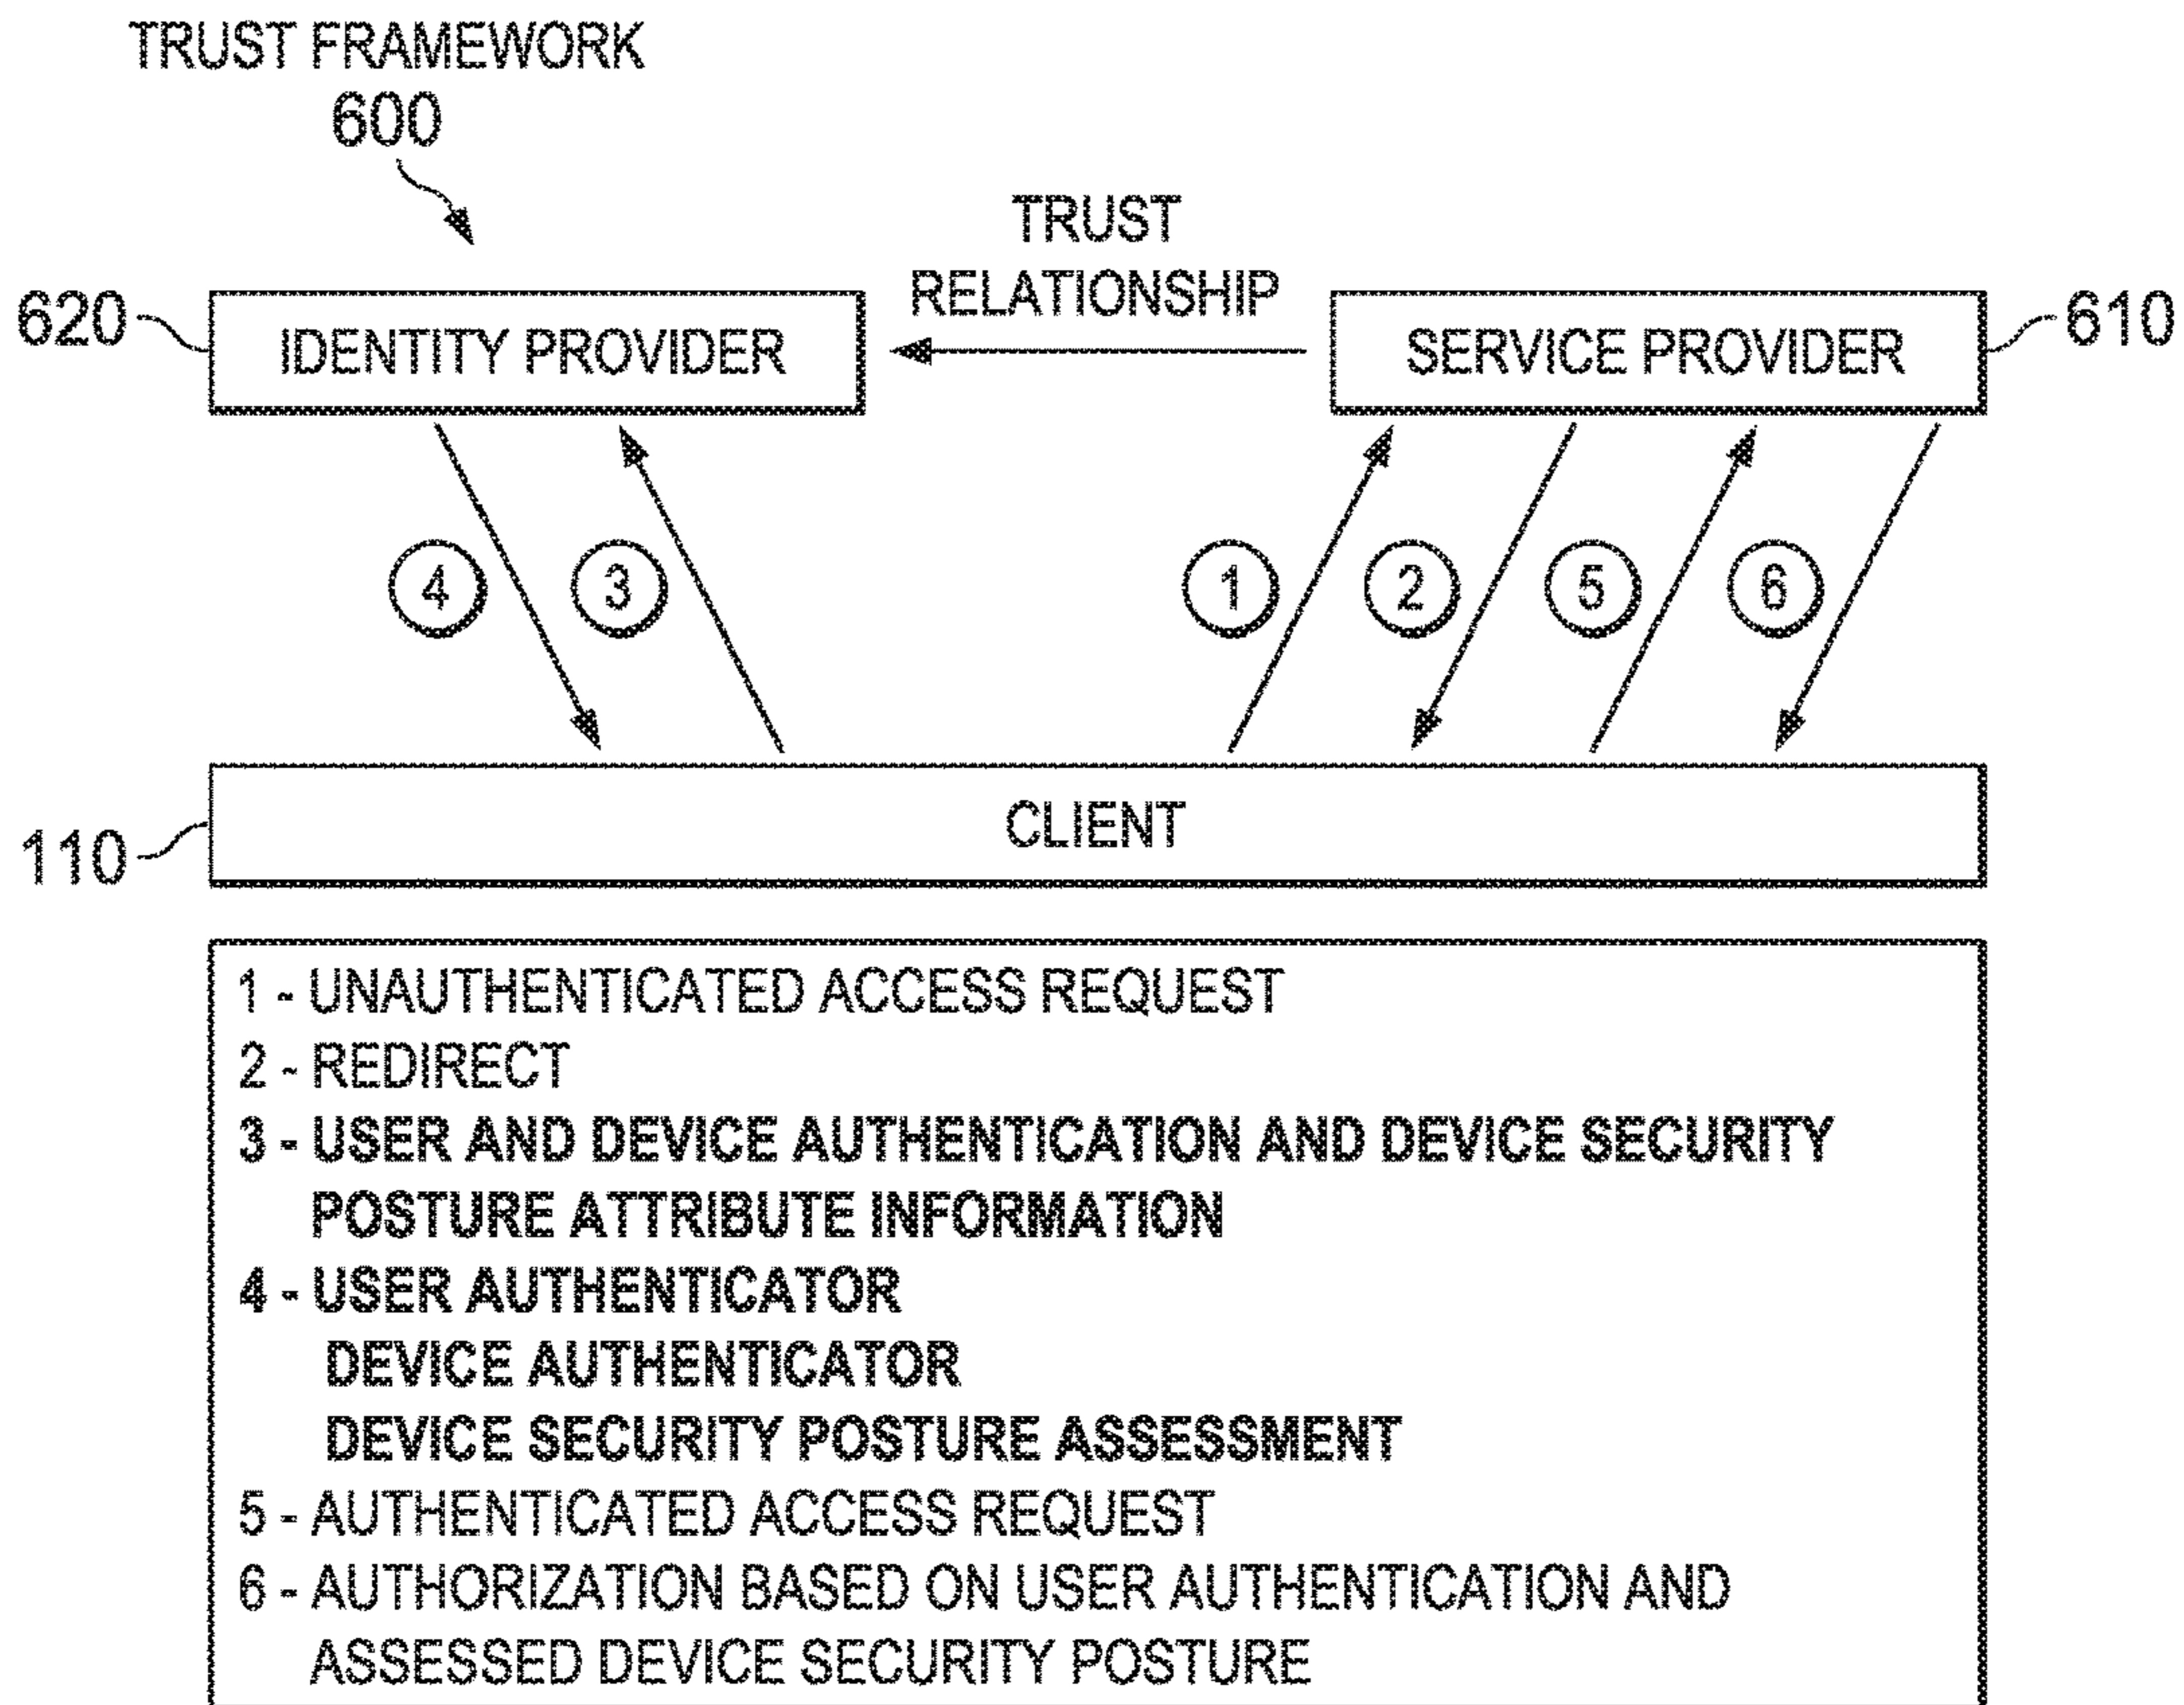 TRUST FRAMEWORK
600
TRUST
RELATIONSHIP
620
IDENTITY PROVIDER
SERVICE PROVIDER
610
4
3
1
2
5
6
110
CLIENT
1 - UNAUTHENTICATED ACCESS REQUEST
2 - REDIRECT
3 - USER AND DEVICE AUTHENTICATION AND DEVICE SECURITY
POSTURE ATTRIBUTE INFORMATION
4 - USER AUTHENTICATOR
DEVICE AUTHENTICATOR
DEVICE SECURITY POSTURE ASSESSMENT
5 - AUTHENTICATED ACCESS REQUEST
6 - AUTHORIZATION BASED ON USER AUTHENTICATION AND
ASSESSED DEVICE SECURITY POSTURE